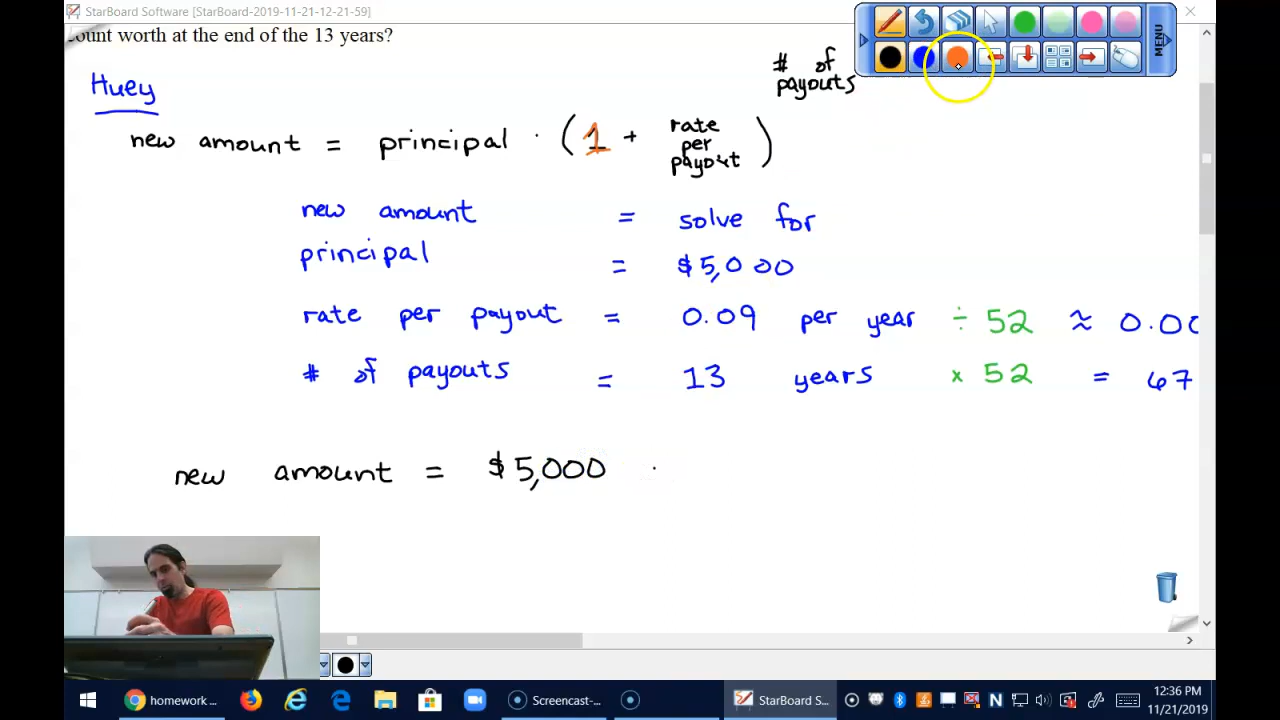 StarBoard Software [StarBoard-2019-11-21-12-21-59]
count worth at the end of the 13 years?
MENU
Huey
# of
payouts
new amount = principal · (1 + rate per payout)
new amount = solve for
principal = $5,000
rate per payout = 0.09 per year ÷ 52 ≈ 0.00
# of payouts = 13 years × 52 = 67
new amount = $5,000 ·
homework ...
Screencast-...
StarBoard S...
12:36 PM
11/21/2019